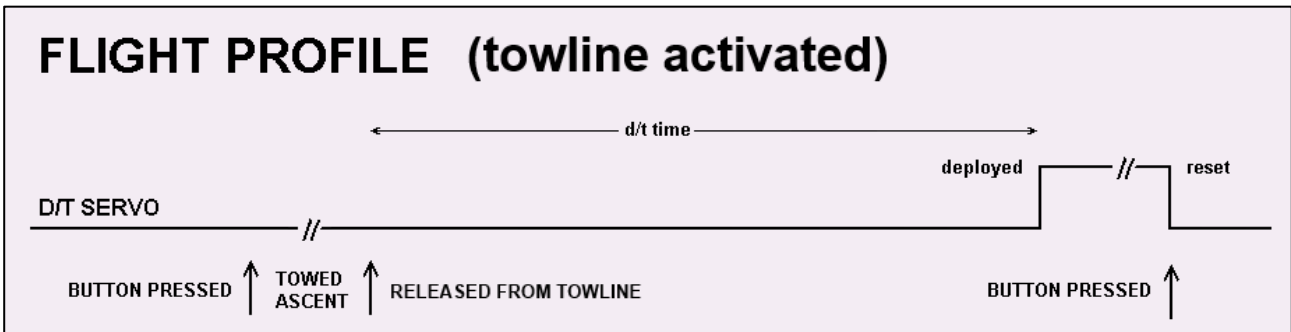 FLIGHT PROFILE (towline activated)
d/t time
deployed
reset
D/T SERVO
BUTTON PRESSED
TOWED
ASCENT
RELEASED FROM TOWLINE
BUTTON PRESSED